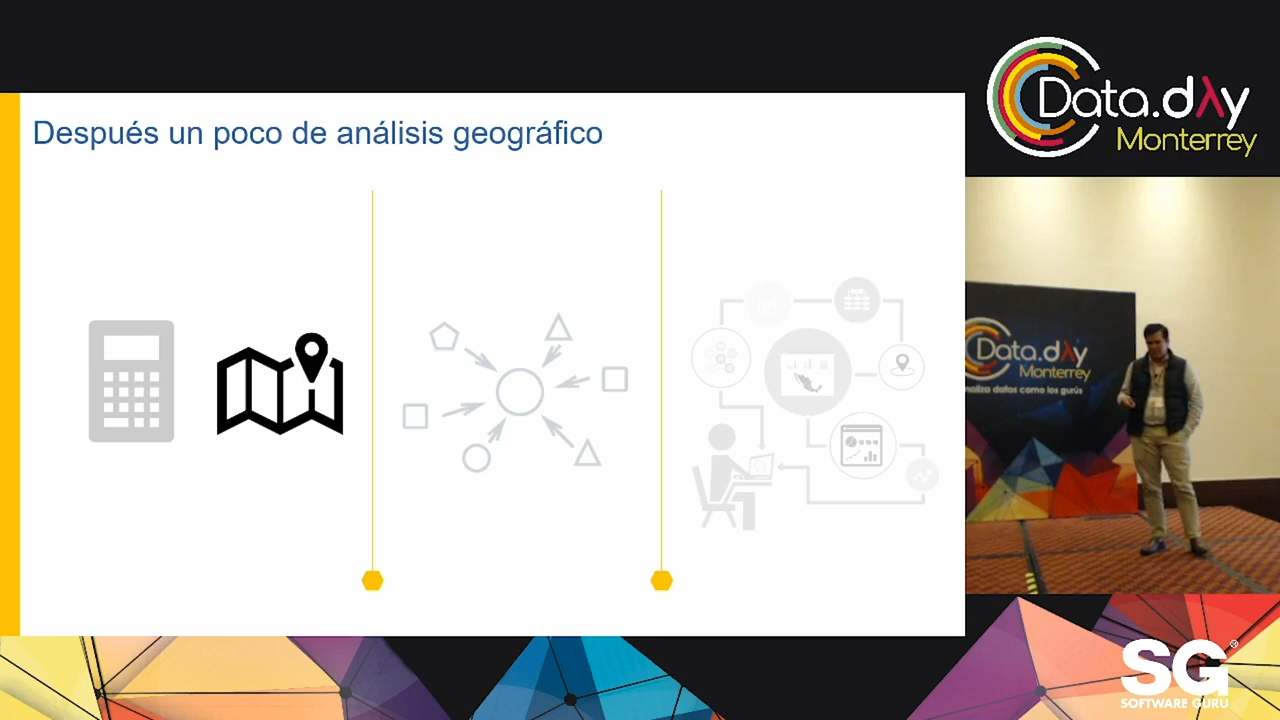 Después un poco de análisis geográfico
Data.dλy
Monterrey
Data.dλy
Monterrey
naliza datos como los gurús
SG
SOFTWARE GURU